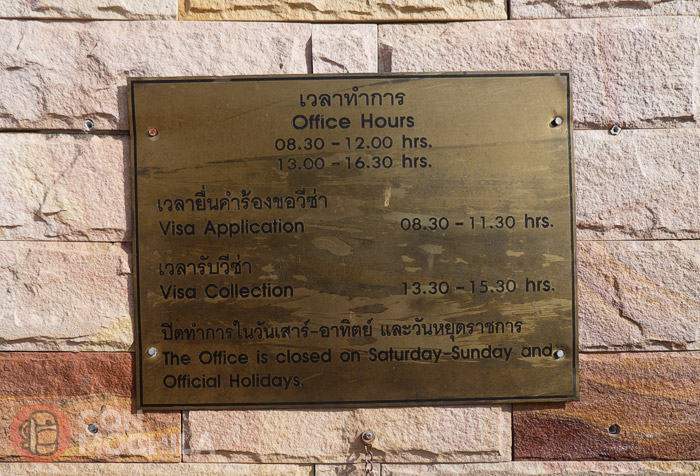 เวลาทำการ
Office Hours
08.30 - 12.00 hrs.
13.00 - 16.30 hrs.
เวลายื่นคำร้องขอวีซ่า
Visa Application 08.30 - 11.30 hrs.
เวลารับวีซ่า
Visa Collection 13.30 - 15.30 hrs.
ปิดทำการในวันเสาร์-อาทิตย์ และวันหยุดราชการ
The Office is closed on Saturday-Sunday and
Official Holidays.
CON
MOCHILA